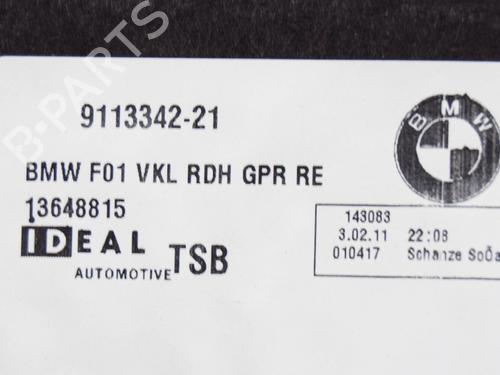 9113342-21
BMW
BMW F01 VKL RDH GPR RE
13648815
IDEAL
AUTOMOTIVE TSB
143083
3.02.11 22:08
010417 Schanze
B-PARTS